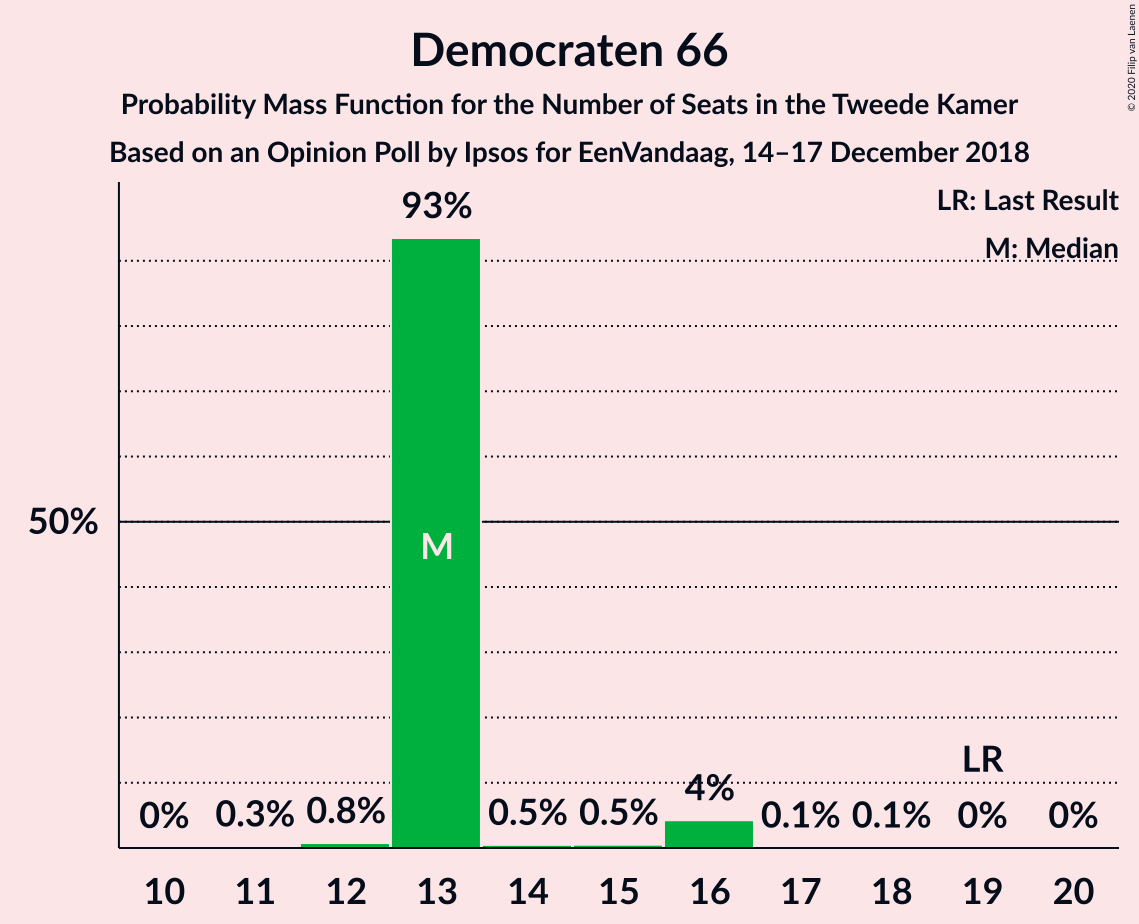 Democraten 66
Probability Mass Function for the Number of Seats in the Tweede Kamer
Based on an Opinion Poll by Ipsos for EenVandaag, 14–17 December 2018
© 2020 Filip van Laenen
LR: Last Result
M: Median
93%
50%
M
LR
0% 0.3% 0.8% 0.5% 0.5% 4% 0.1% 0.1% 0% 0%
10 11 12 13 14 15 16 17 18 19 20